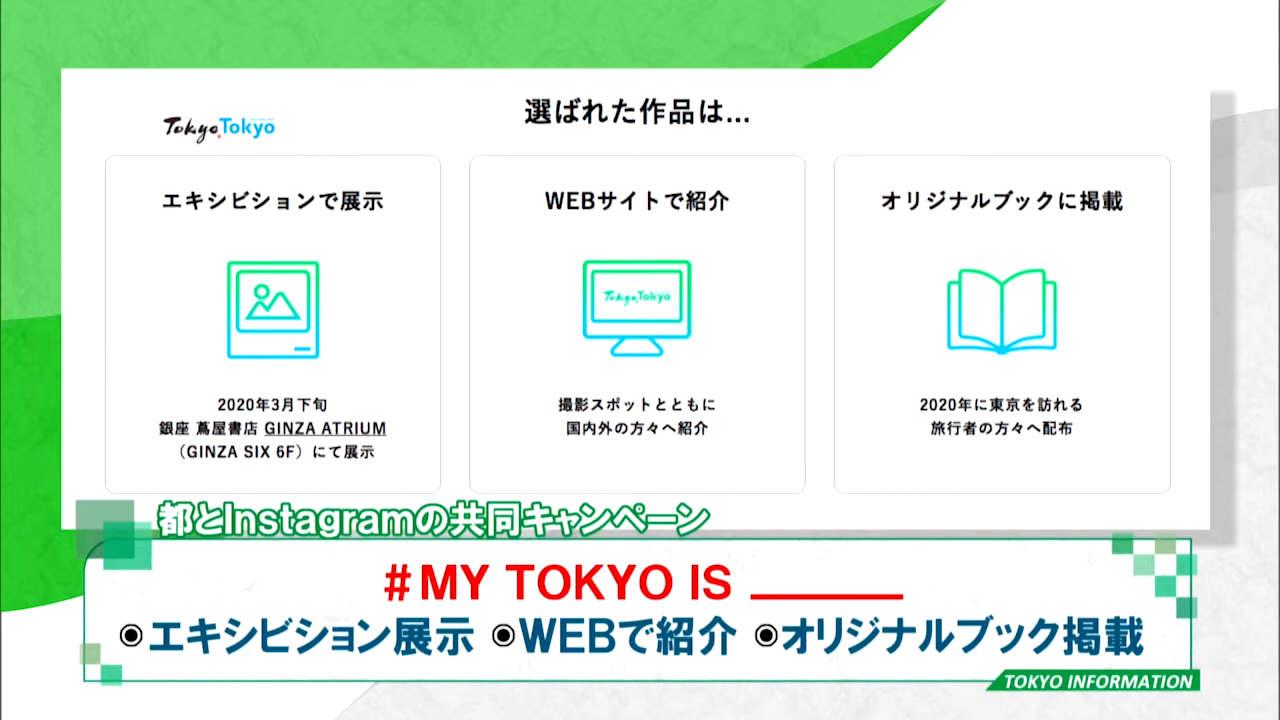 選ばれた作品は...
Tokyo Tokyo
エキシビションで展示
2020年3月下旬
銀座 蔦屋書店 GINZA ATRIUM
（GINZA SIX 6F）にて展示
WEBサイトで紹介
Tokyo Tokyo
撮影スポットとともに
国内外の方々へ紹介
オリジナルブックに掲載
2020年に東京を訪れる
旅行者の方々へ配布
都とInstagramの共同キャンペーン
#MY TOKYO IS ______
◉エキシビション展示 ◉WEBで紹介 ◉オリジナルブック掲載
TOKYO INFORMATION